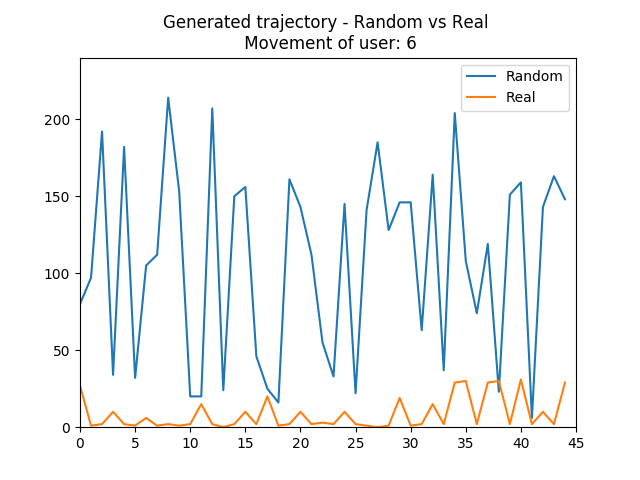 Generated trajectory - Random vs Real
Movement of user: 6
Random
Real
200
150
100
50
0
0 5 10 15 20 25 30 35 40 45